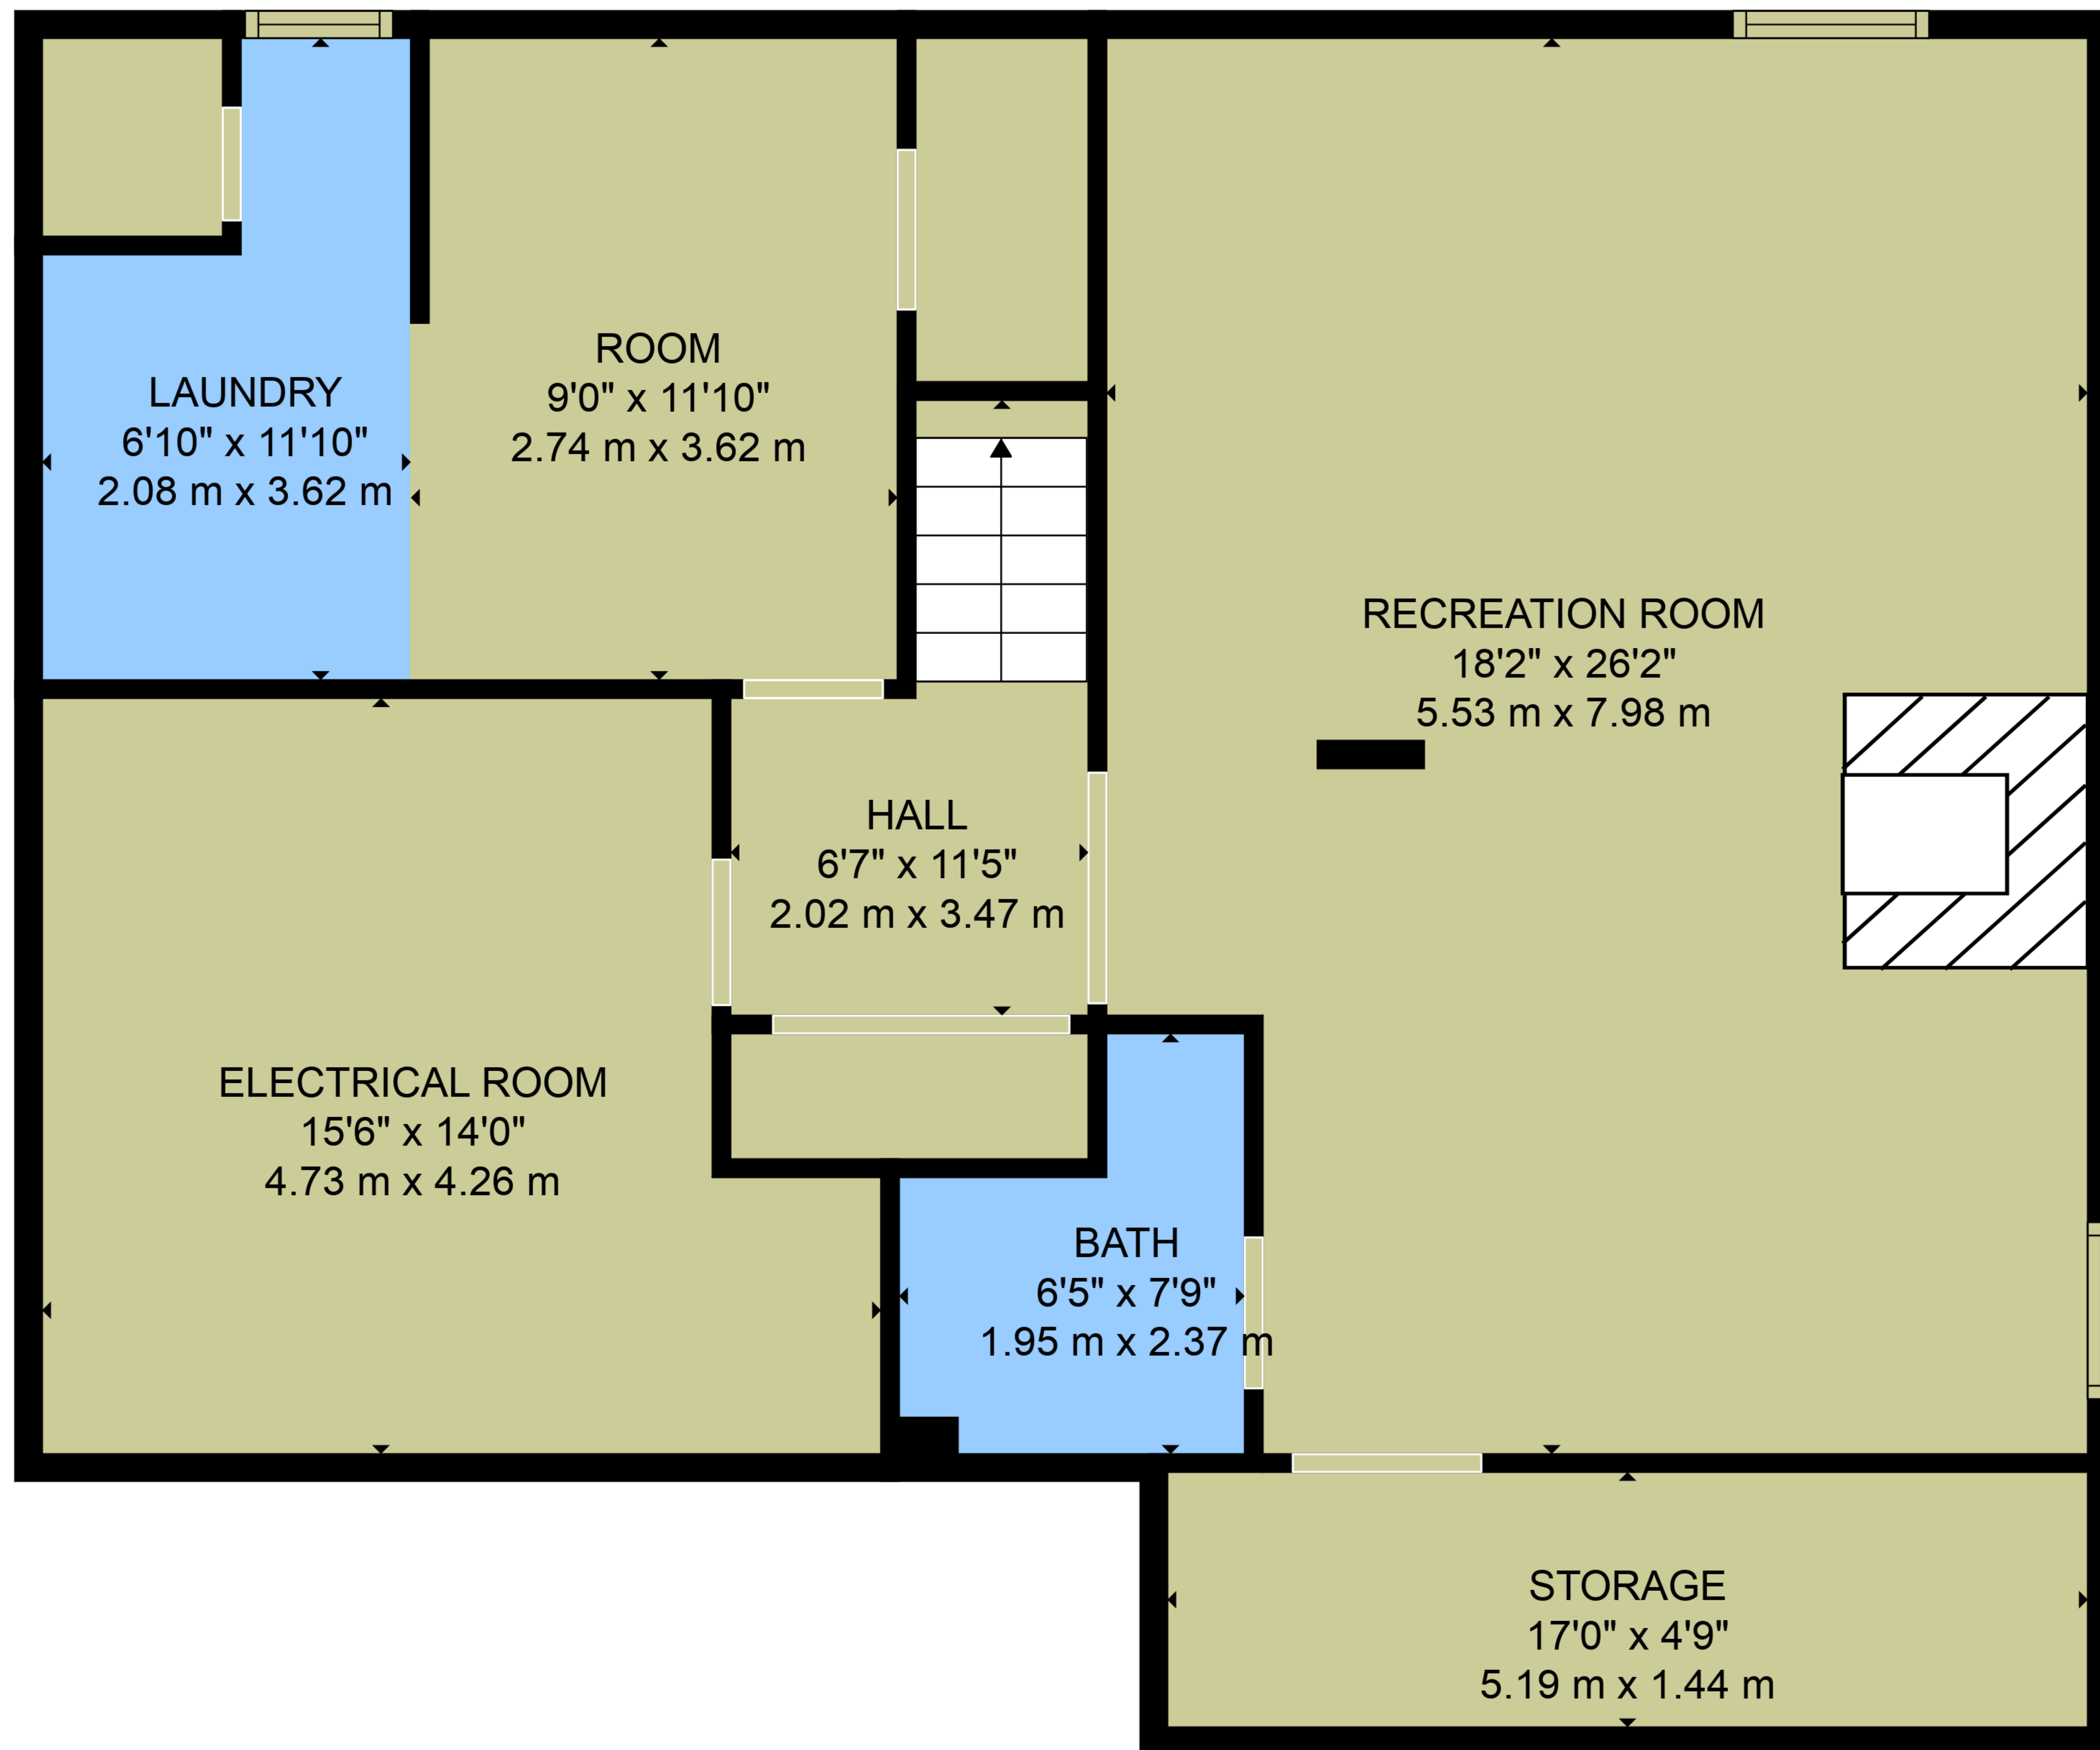 LAUNDRY
6'10" x 11'10"
2.08 m x 3.62 m
ROOM
9'0" x 11'10"
2.74 m x 3.62 m
RECREATION ROOM
18'2" x 26'2"
5.53 m x 7.98 m
HALL
6'7" x 11'5"
2.02 m x 3.47 m
ELECTRICAL ROOM
15'6" x 14'0"
4.73 m x 4.26 m
BATH
6'5" x 7'9"
1.95 m x 2.37 m
STORAGE
17'0" x 4'9"
5.19 m x 1.44 m